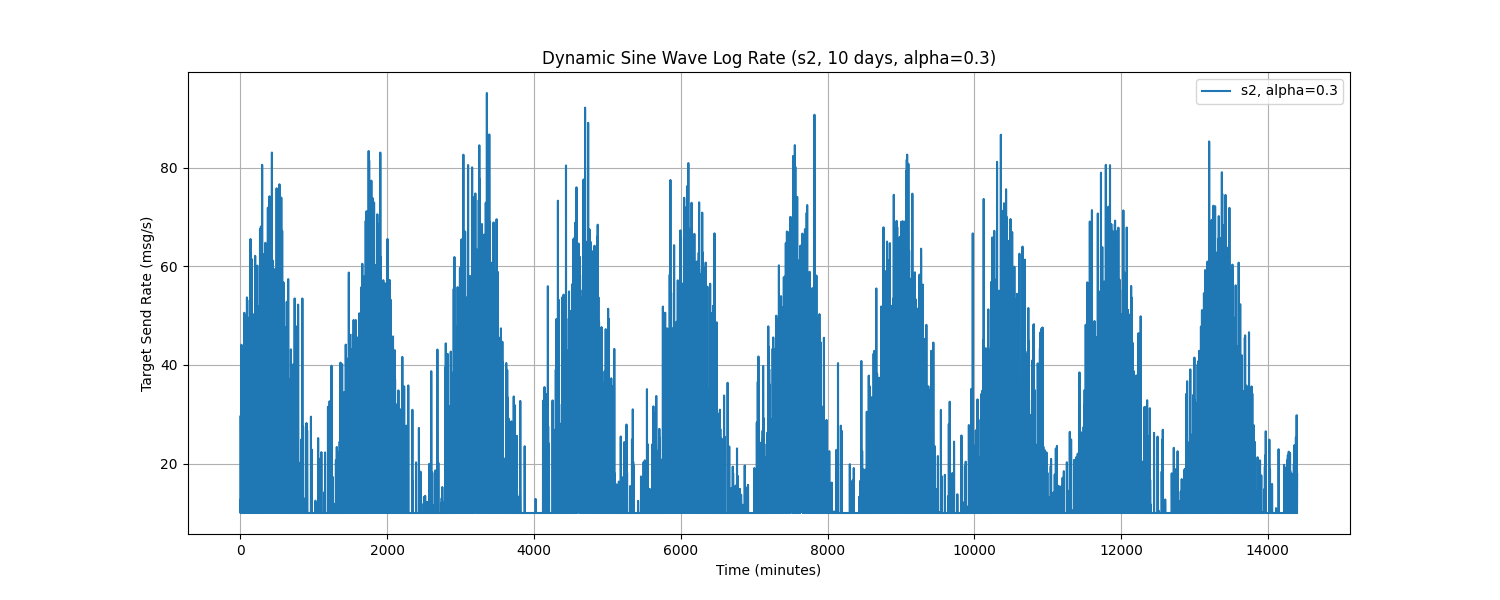 Dynamic Sine Wave Log Rate (s2, 10 days, alpha=0.3)
s2, alpha=0.3
Target Send Rate (msg/s)
80
60
40
20
0 2000 4000 6000 8000 10000 12000 14000
Time (minutes)